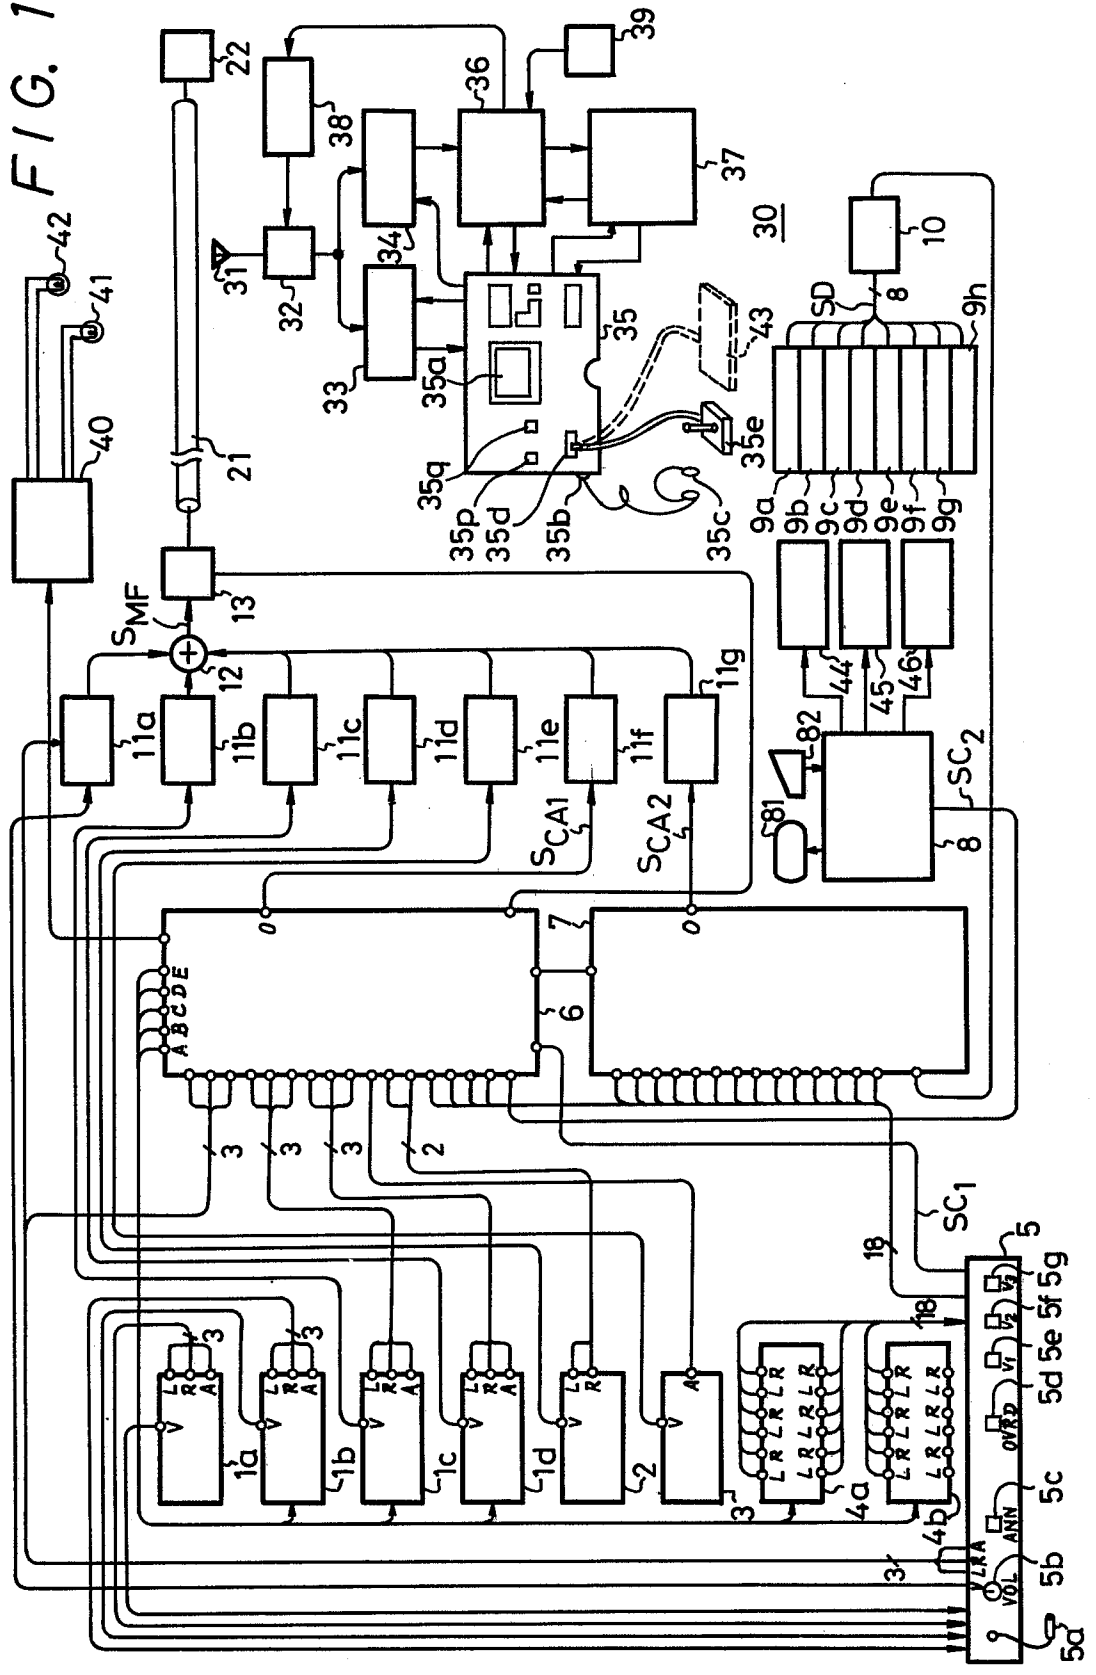 FIG. 1
22
42
41
40
21
31
32
38
34
33
36
39
37
30
35
35a
35q
35p
35d
35b
35c
35e
43
SMF
13
12
11a
11b
11c
11d
11e
11f
11g
SCA1
SCA2
SD
8
10
9a
9b
9c
9d
9e
9f
9g
9h
44
45
46
81
82
8
SC2
A B C D E
O
6
7
O
3
3
3
2
SC1
18
18
3
3
V
L
R
A
1a
V
L
R
A
1b
V
L
R
A
1c
V
L
R
A
1d
V
L
R
2
V
A
3
L R L R L R
L R L R L R
4a
L R L R L R
L R L R L R
4b
3
L R A
VOL
ANN
OVRD
V1
V2
V3
5
5a
5b
5c
5d
5e
5f
5g